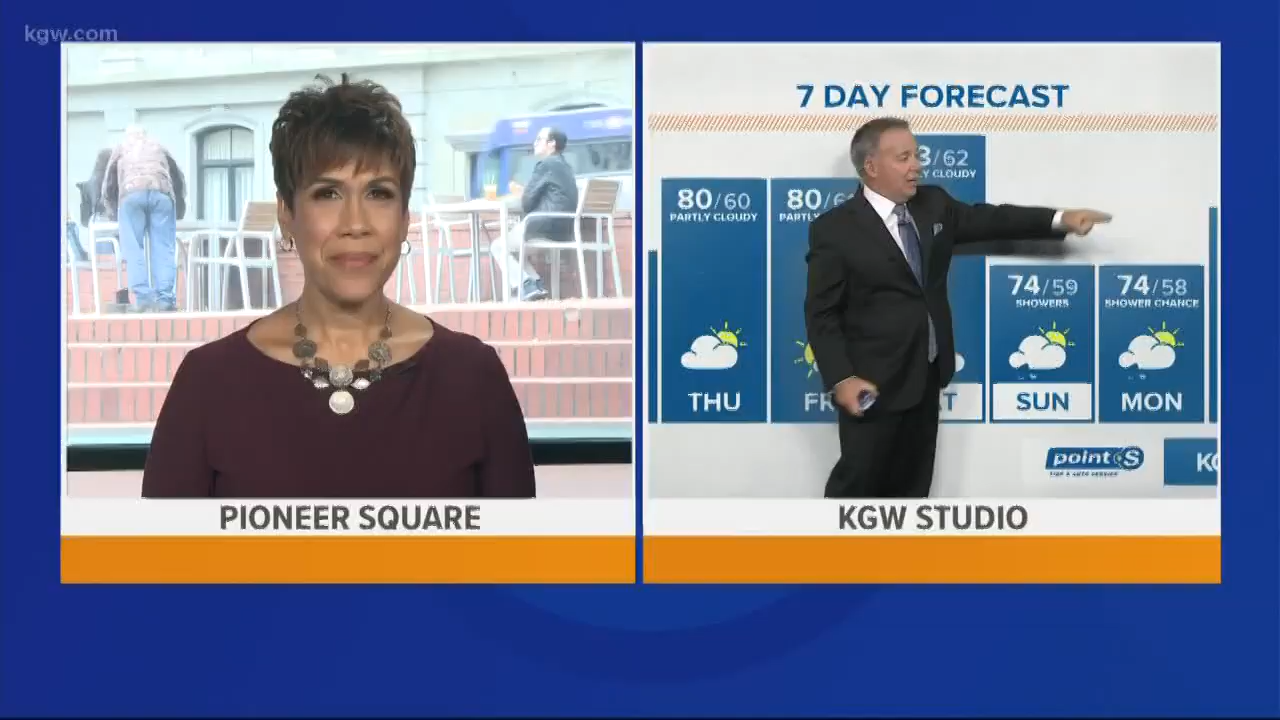 kgw.com
7 DAY FORECAST
80/60
PARTLY CLOUDY
THU
80/6
PARTLY
FR
3/62
Y CLOUDY
T
74/59
SHOWERS
SUN
74/58
SHOWER CHANCE
MON
point S
TIRE & AUTO SERVICE
KG
PIONEER SQUARE
KGW STUDIO